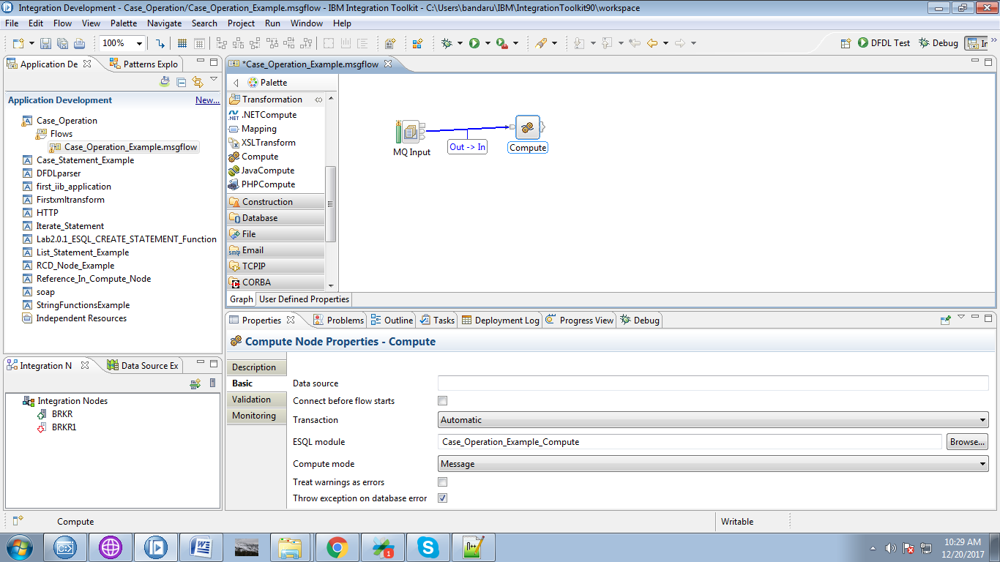 Integration Development - Case_Operation/Case_Operation_Example.msgflow - IBM Integration Toolkit - C:\Users\bandaru\IBM\IntegrationToolkit90\workspace
File Edit Flow View Palette Navigate Search Project Run Window Help
100%
DFDL Test
Debug
Application De
Patterns Explo
Application Development
New...
Case_Operation
Flows
Case_Operation_Example.msgflow
Case_Statement_Example
DFDLparser
first_iib_application
Firstxmltransform
HTTP
Iterate_Statement
Lab2.0.1_ESQL_CREATE_STATEMENT_Function
List_Statement_Example
RCD_Node_Example
Reference_In_Compute_Node
soap
StringFunctionsExample
Independent Resources
Integration N
Data Source Ex
Integration Nodes
BRKR
BRKR1
*Case_Operation_Example.msgflow
Palette
Transformation
.NETCompute
Mapping
XSLTransform
Compute
JavaCompute
PHPCompute
Construction
Database
File
Email
TCPIP
CORBA
MQ Input
Out -> In
Compute
Graph
User Defined Properties
Properties
Problems
Outline
Tasks
Deployment Log
Progress View
Debug
Compute Node Properties - Compute
Description
Basic
Validation
Monitoring
Data source
Connect before flow starts
Transaction
Automatic
ESQL module
Case_Operation_Example_Compute
Browse...
Compute mode
Message
Treat warnings as errors
Throw exception on database error
Compute
Writable
10:29 AM
12/20/2017